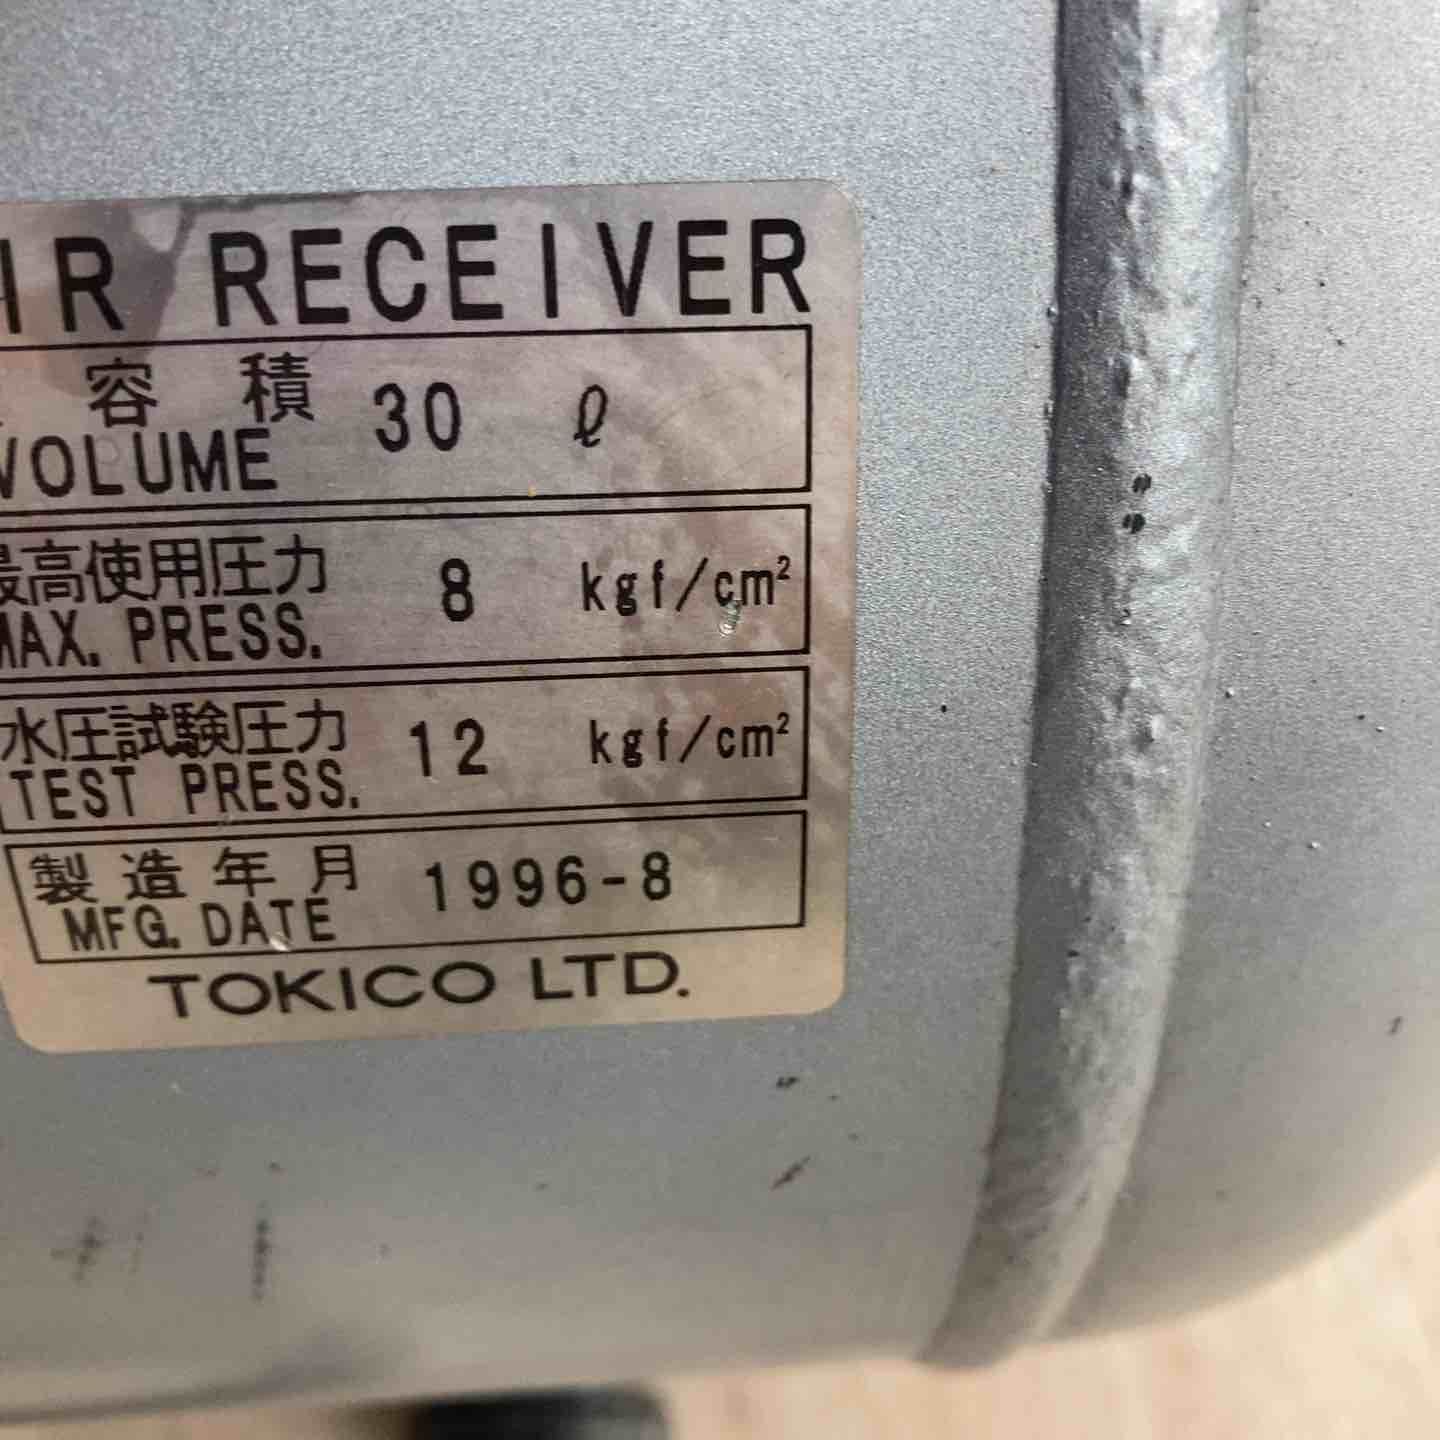 IR RECEIVER
容積 30 ℓ
VOLUME
最高使用圧力 8 kgf/cm²
MAX. PRESS.
水圧試験圧力 12 kgf/cm²
TEST PRESS.
製造年月 1996-8
MFG. DATE
TOKICO LTD.